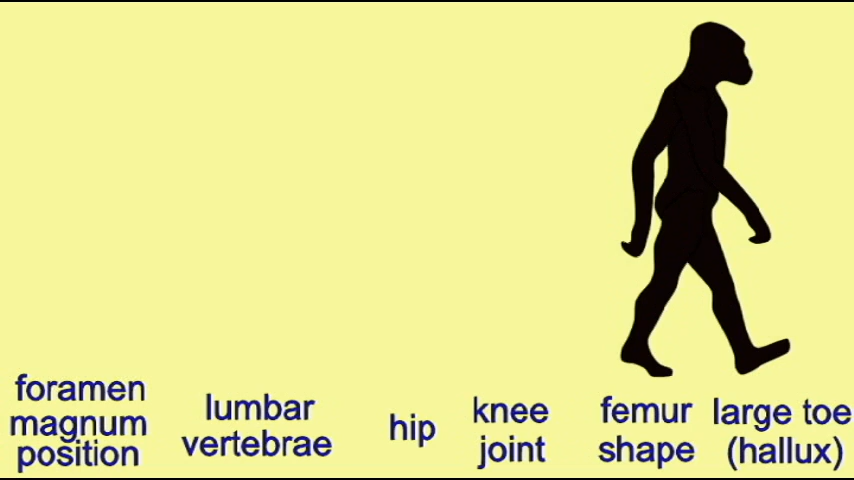 foramen
magnum
position
lumbar
vertebrae
hip
knee
joint
femur
shape
large toe
(hallux)